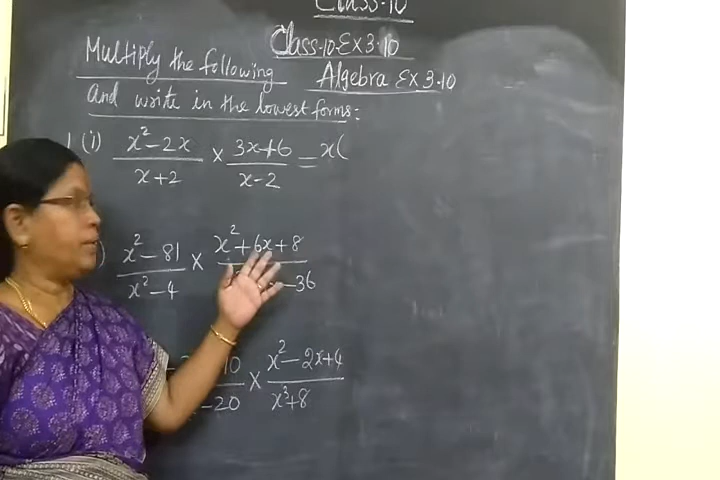 Class-10
Class-10-Ex 3.10
Multiply the following Algebra Ex 3.10
and write in the lowest forms:
1 (i) x² - 2x / x + 2 × 3x + 6 / x - 2 = x(
) x² - 81 / x² - 4 × x² + 6x + 8 / - 36
10 / - 20 × x² - 2x + 4 / x³ + 8